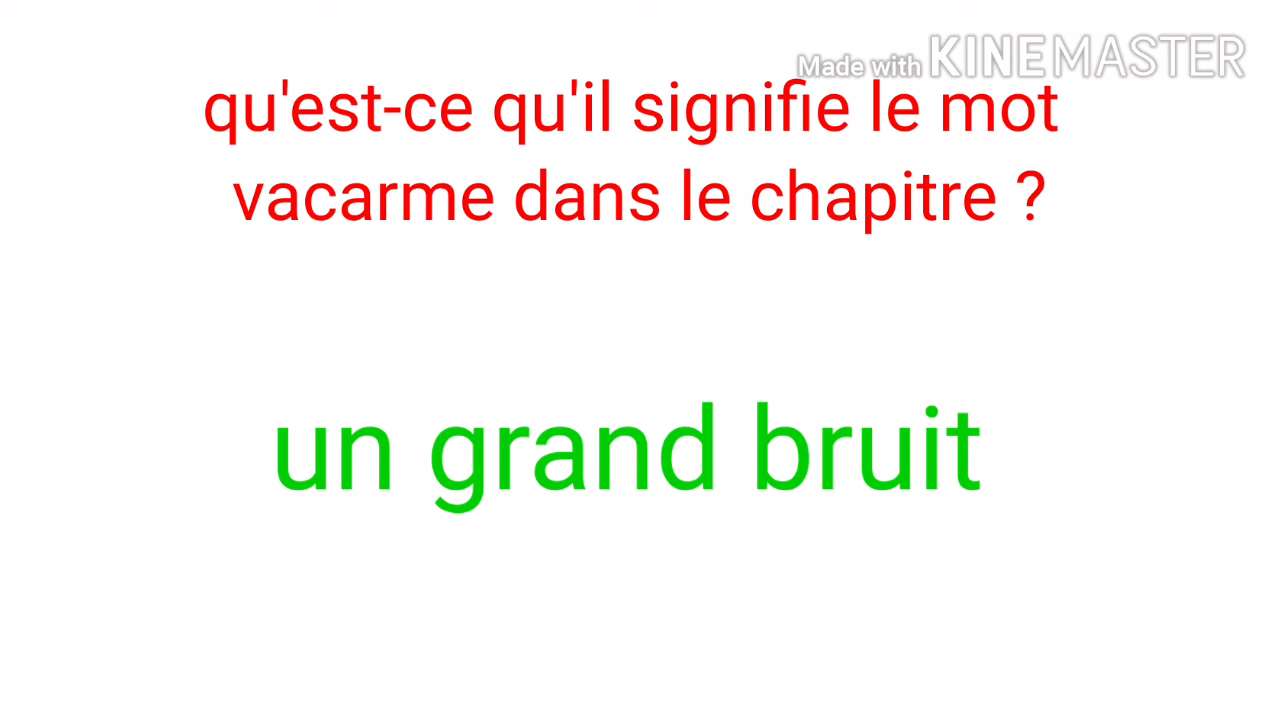 Made with KINEMASTER
qu'est-ce qu'il signifie le mot
vacarme dans le chapitre ?
un grand bruit